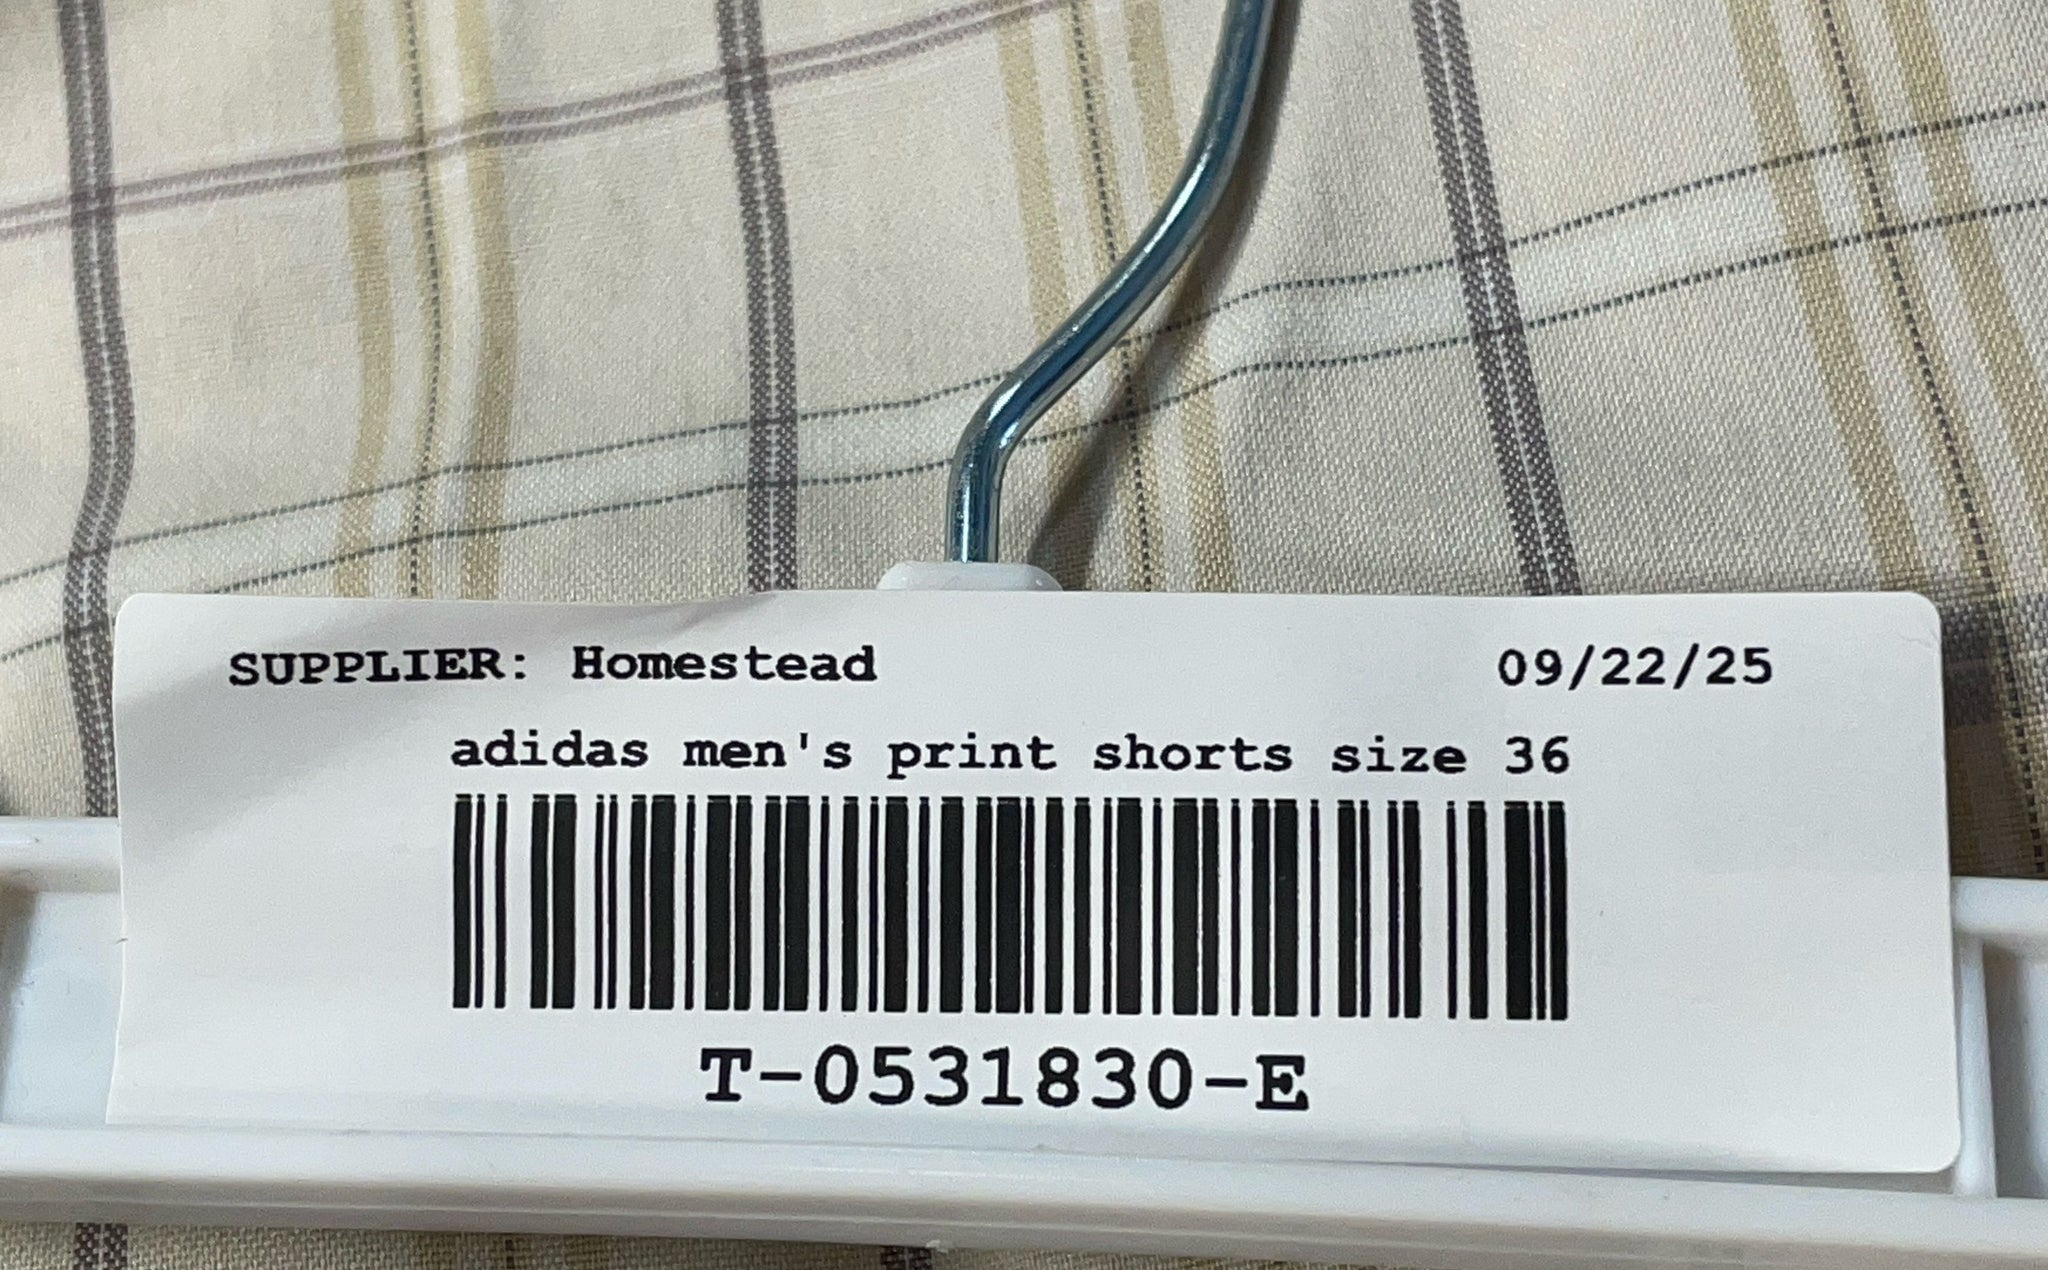 SUPPLIER: Homestead 09/22/25
adidas men's print shorts size 36
T-0531830-E